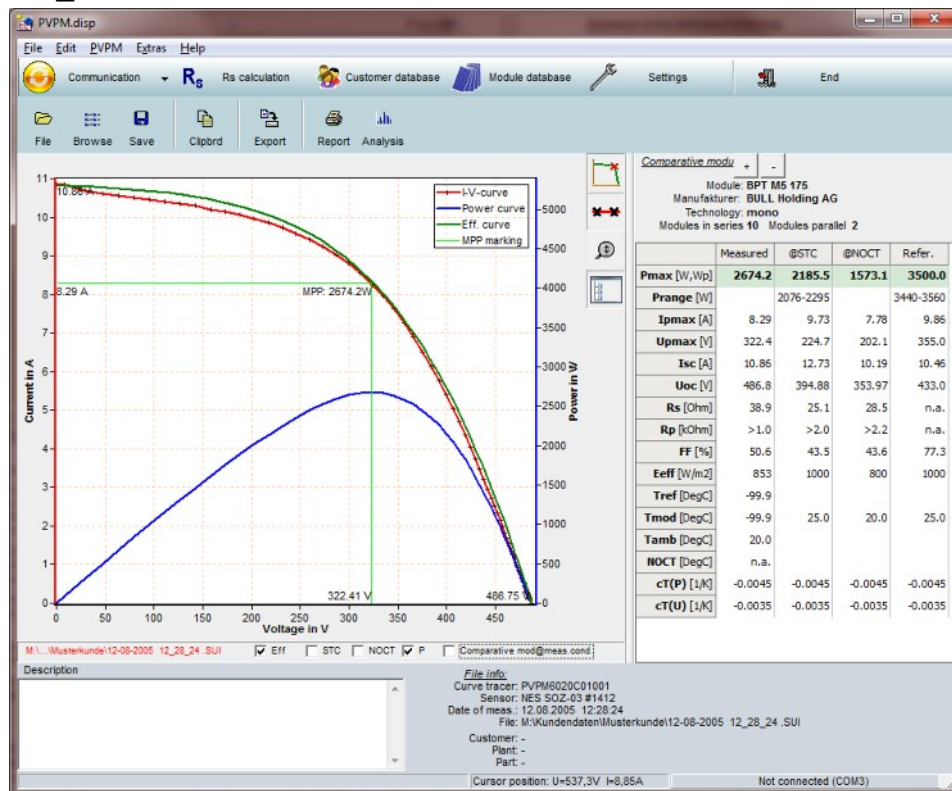 PVPM.disp
File Edit PVPM Extras Help
Communication Rs Rs calculation Customer database Module database Settings End
File Browse Save Clipbrd Export Report Analysis
Comparative modu + -
Module: BPT M5 175
Manufakturer: BULL Holding AG
Technology: mono
Modules in series 10 Modules parallel 2
Measured @STC @NOCT Refer.
Pmax [W,Wp] 2674.2 2185.5 1573.1 3500.0
Prange [W] 2076-2295 3440-3560
Ipmax [A] 8.29 9.73 7.78 9.86
Upmax [V] 322.4 224.7 202.1 355.0
Isc [A] 10.86 12.73 10.19 10.46
Uoc [V] 486.8 394.88 353.97 433.0
Rs [Ohm] 38.9 25.1 28.5 n.a.
Rp [kOhm] >1.0 >2.0 >2.2 n.a.
FF [%] 50.6 43.5 43.6 77.3
Eeff [W/m2] 853 1000 800 1000
Tref [DegC] -99.9
Tmod [DegC] -99.9 25.0 20.0 25.0
Tamb [DegC] 20.0
NOCT [DegC] n.a.
cT(P) [1/K] -0.0045 -0.0045 -0.0045 -0.0045
cT(U) [1/K] -0.0035 -0.0035 -0.0035 -0.0035
I-V-curve
Power curve
Eff. curve
MPP marking
10.86 A
8.29 A
MPP: 2674.2W
322.41 V
486.75 V
Current in A
11
10
9
8
7
6
5
4
3
2
1
0
Power in W
5000
4500
4000
3500
3000
2500
2000
1500
1000
500
0
0 50 100 150 200 250 300 350 400 450
Voltage in V
M:\...\Musterkunde\12-08-2005 12_28_24 .SUI Eff STC NOCT P Comparative mod@meas.cond
Description
File info:
Curve tracer: PVPM6020C01001
Sensor: NES SOZ-03 #1412
Date of meas.: 12.08.2005 12:28:24
File: M:\Kundendaten\Musterkunde\12-08-2005 12_28_24 .SUI
Customer: -
Plant: -
Part: -
Cursor position: U=537,3V I=8,85A Not connected (COM3)